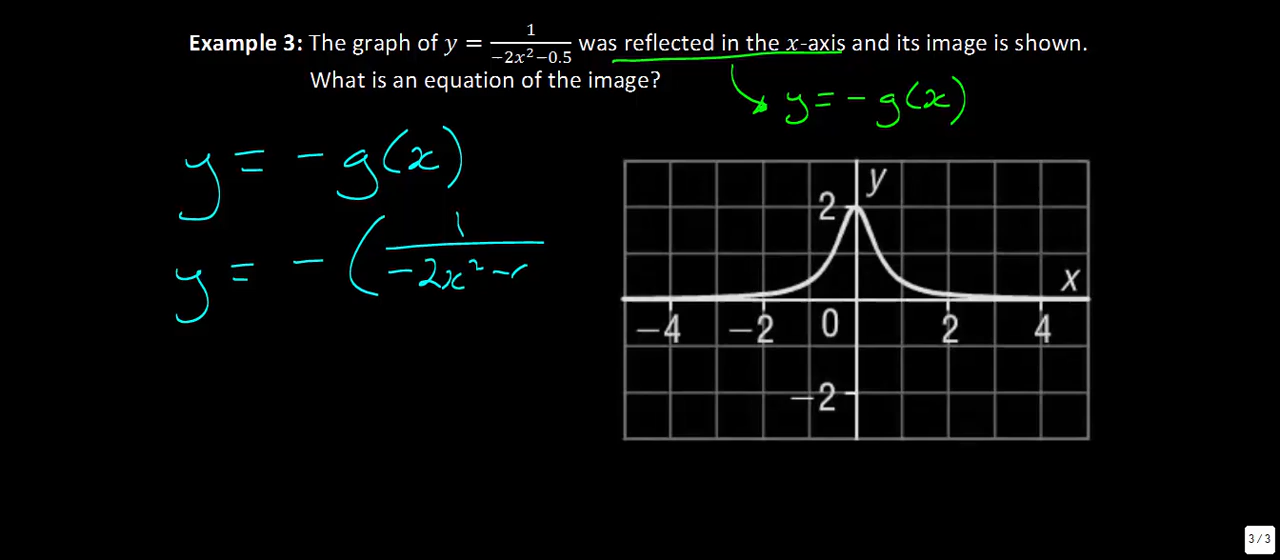 Example 3: The graph of y = 1/(−2x²−0.5) was reflected in the x-axis and its image is shown.
What is an equation of the image?
y = − g(x)
y = − g(x)
y = − ( 1/(−2x² −
y
2
x
−4 −2 0 2 4
−2
3 / 3